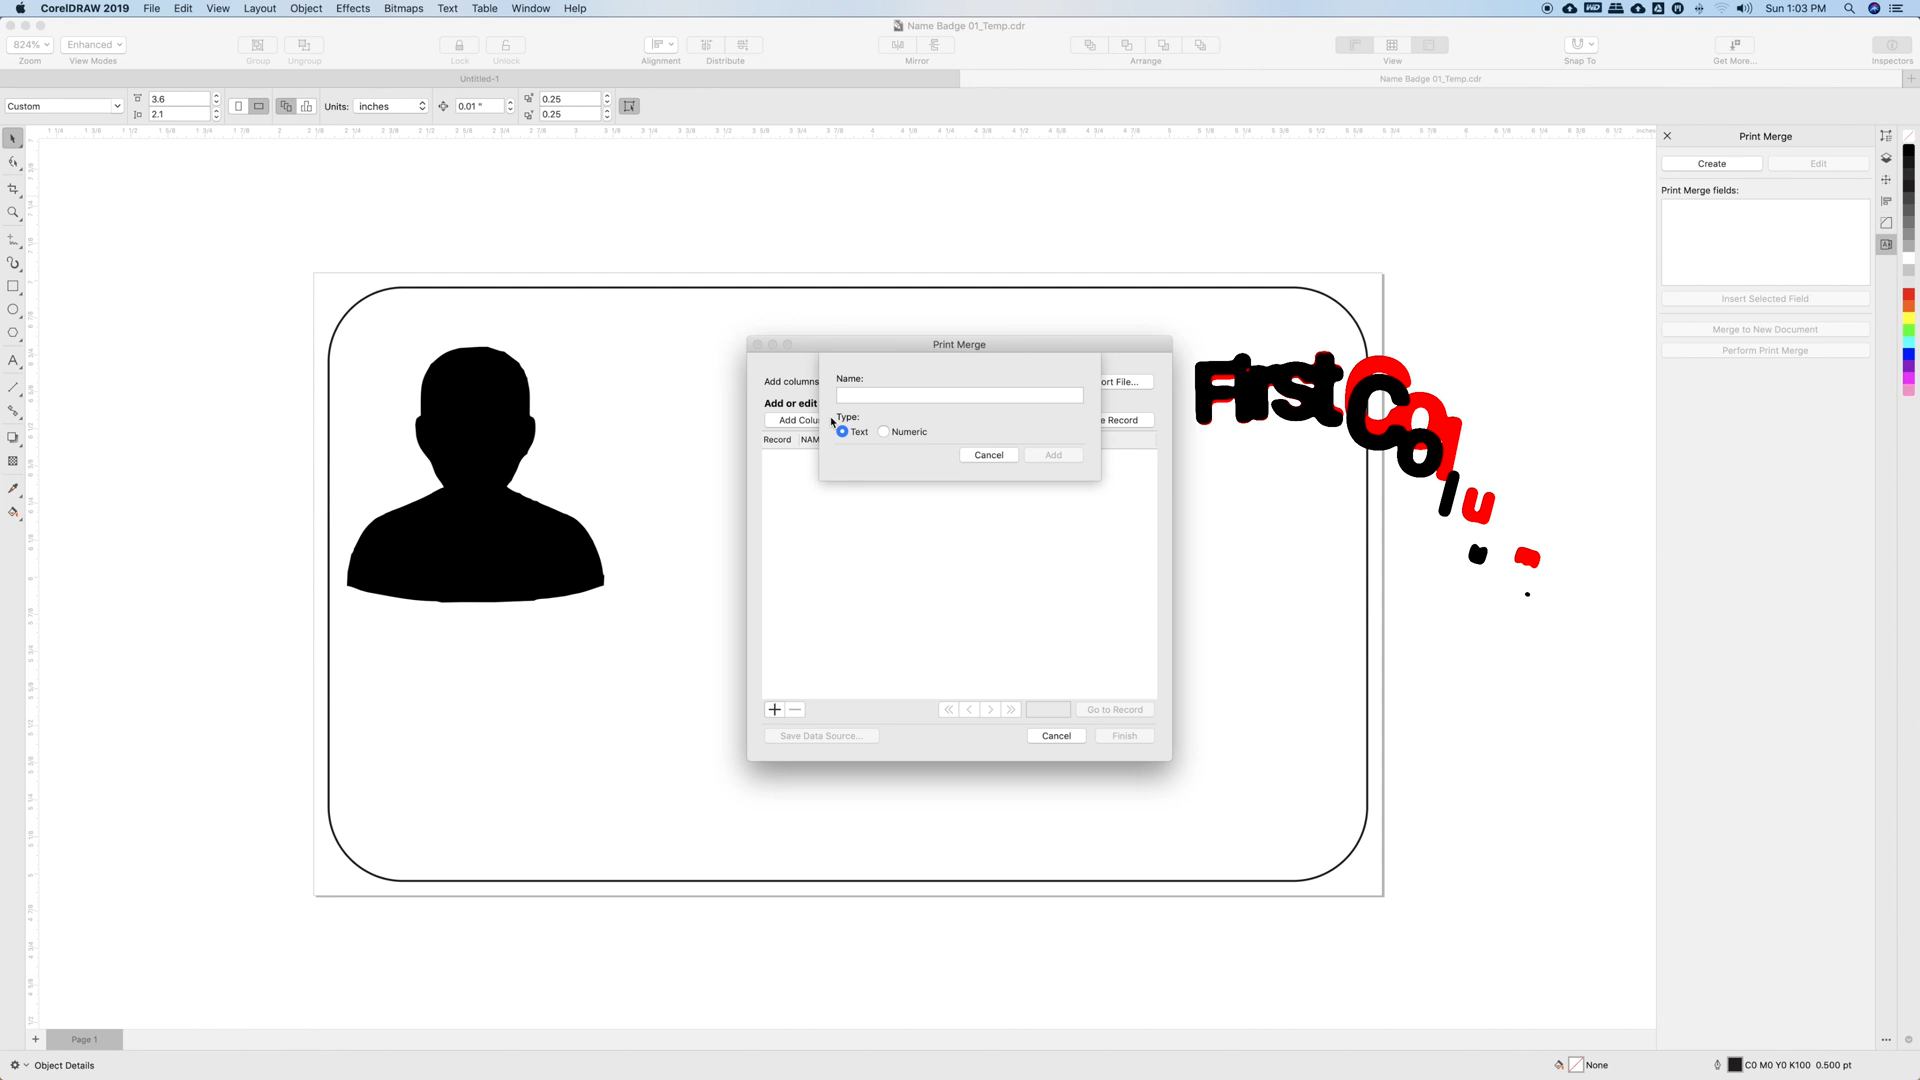 CorelDRAW 2019 File Edit View Layout Object Effects Bitmaps Text Table Window Help Sun 1:03 PM
Name Badge 01_Temp.cdr
824% Enhanced
Zoom View Modes Group Ungroup Lock Unlock Alignment Distribute Mirror Arrange View Snap To Get More... Inspectors
Untitled-1 Name Badge 01_Temp.cdr
Custom 3.6 Units: inches 0.01 " 0.25
2.1 0.25
Print Merge
Create Edit
Print Merge fields:
Insert Selected Field
Merge to New Document
Perform Print Merge
Print Merge
Name:
Add columns ort File...
Add or edit
Type:
Add Colu e Record
Text Numeric
Record NAM
Cancel Add
Go to Record
Save Data Source... Cancel Finish
First Colu
Page 1
Object Details None C0 M0 Y0 K100 0.500 pt